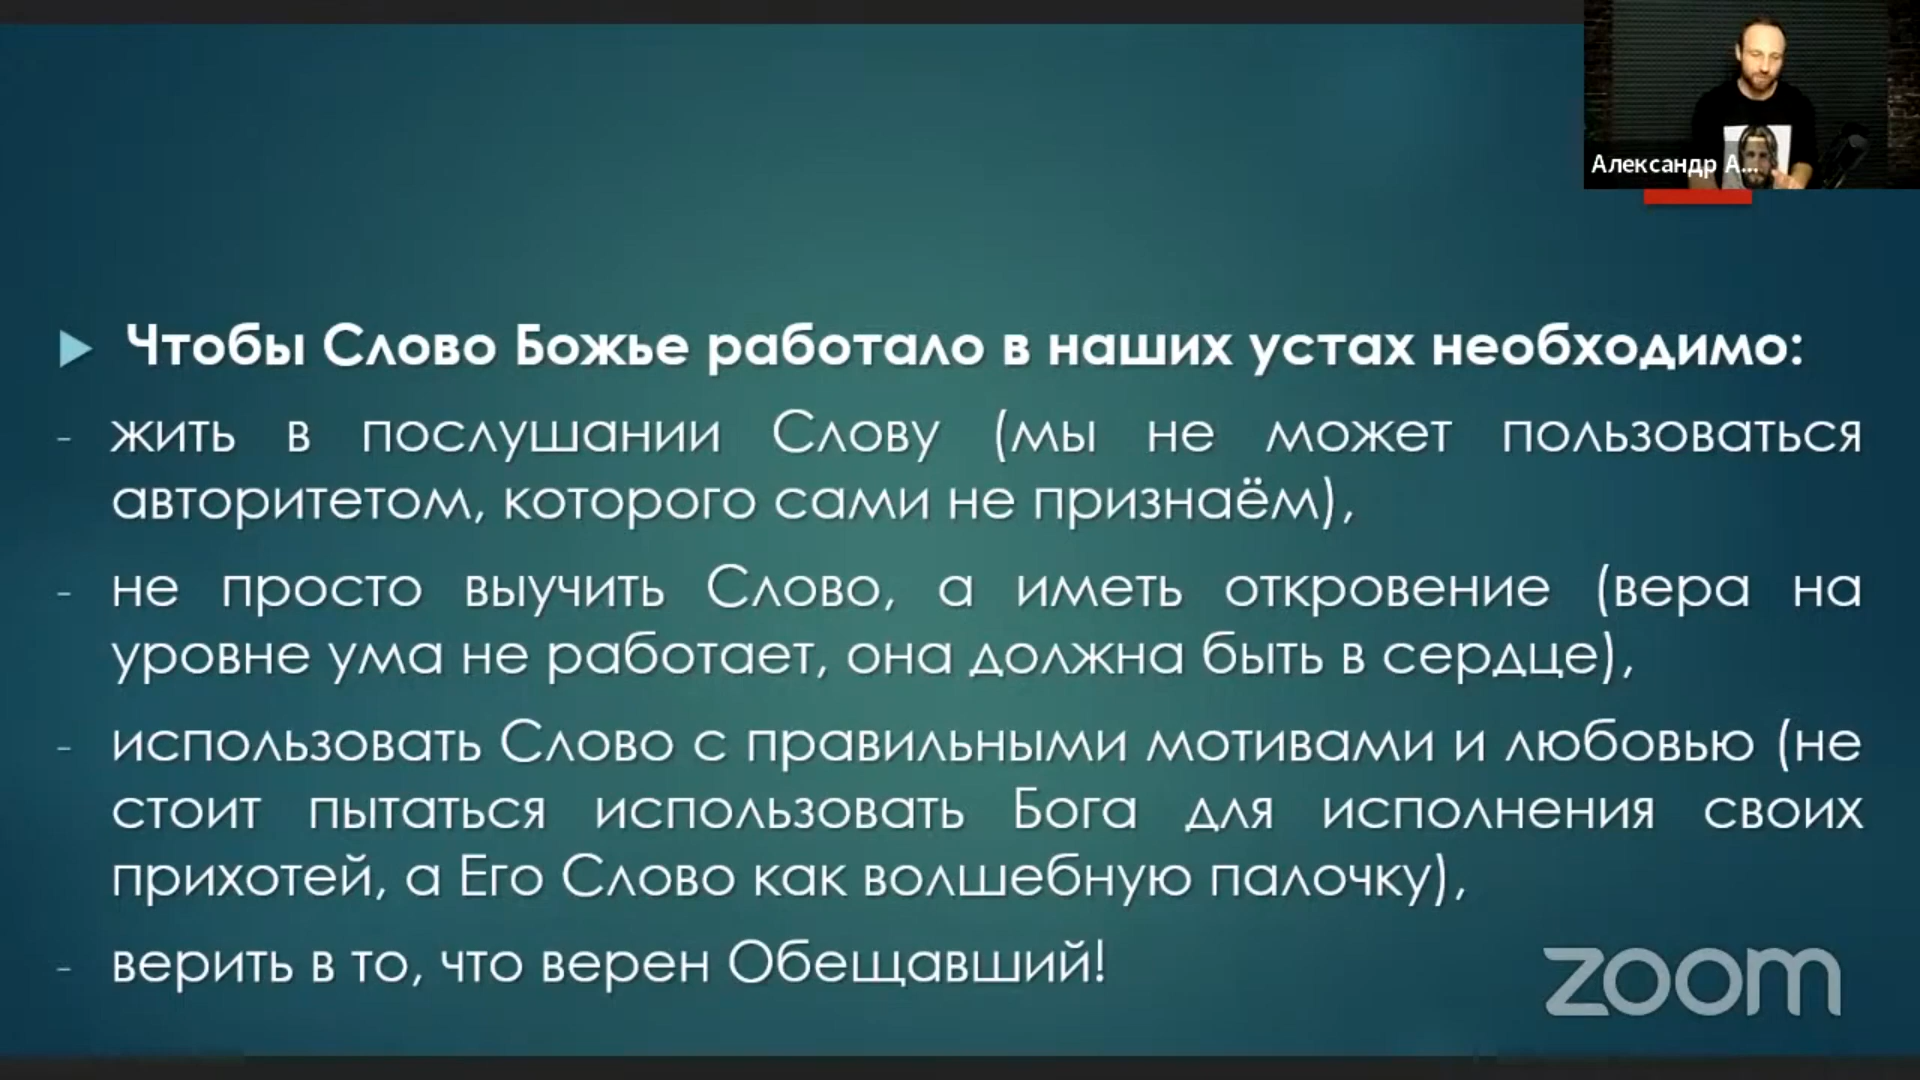 Александр А...
Чтобы Слово Божье работало в наших устах необходимо:
- жить в послушании Слову (мы не может пользоваться
авторитетом, которого сами не признаём),
- не просто выучить Слово, а иметь откровение (вера на
уровне ума не работает, она должна быть в сердце),
- использовать Слово с правильными мотивами и любовью (не
стоит пытаться использовать Бога для исполнения своих
прихотей, а Его Слово как волшебную палочку),
- верить в то, что верен Обещавший!
zoom